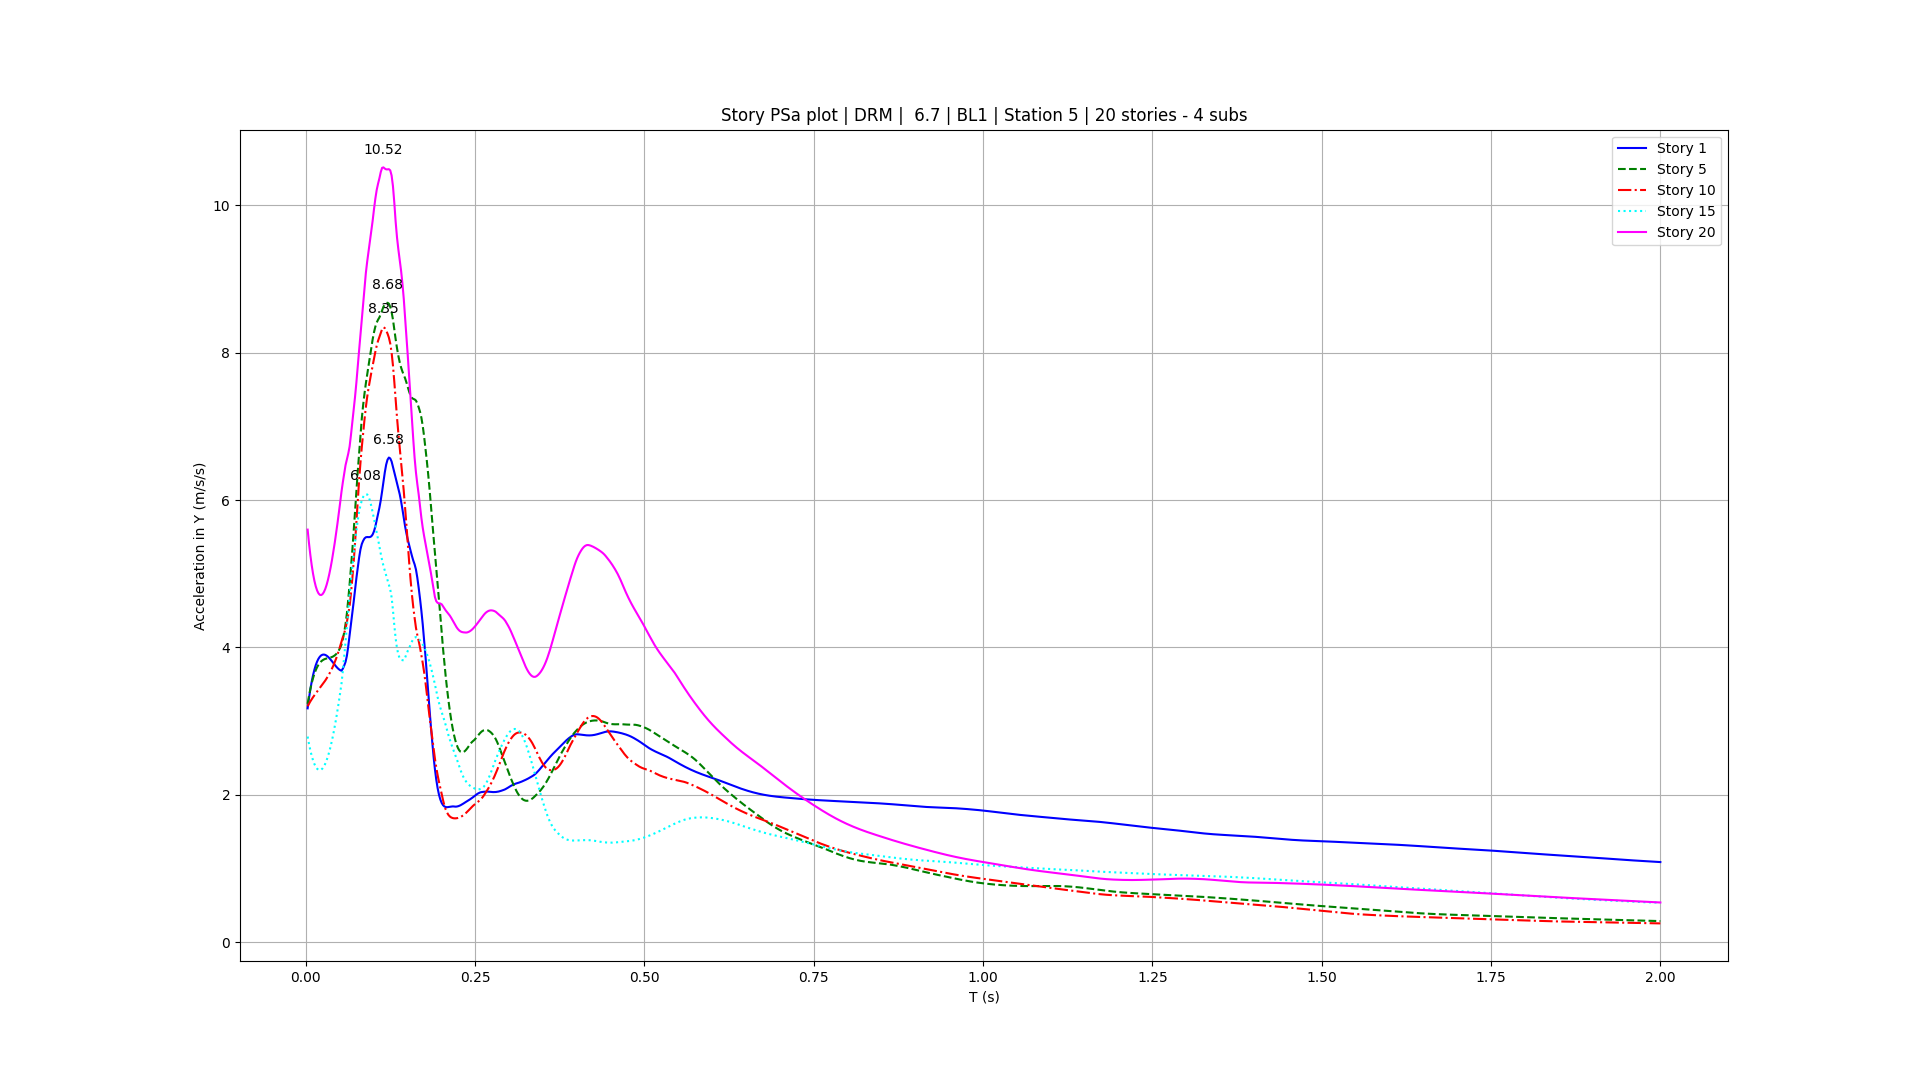 Story PSa plot | DRM |  6.7 | BL1 | Station 5 | 20 stories - 4 subs
Story 1
Story 5
Story 10
Story 15
Story 20
10.52
8.68
8.35
6.58
6.08
Acceleration in Y (m/s/s)
10
8
6
4
2
0
0.00 0.25 0.50 0.75 1.00 1.25 1.50 1.75 2.00
T (s)